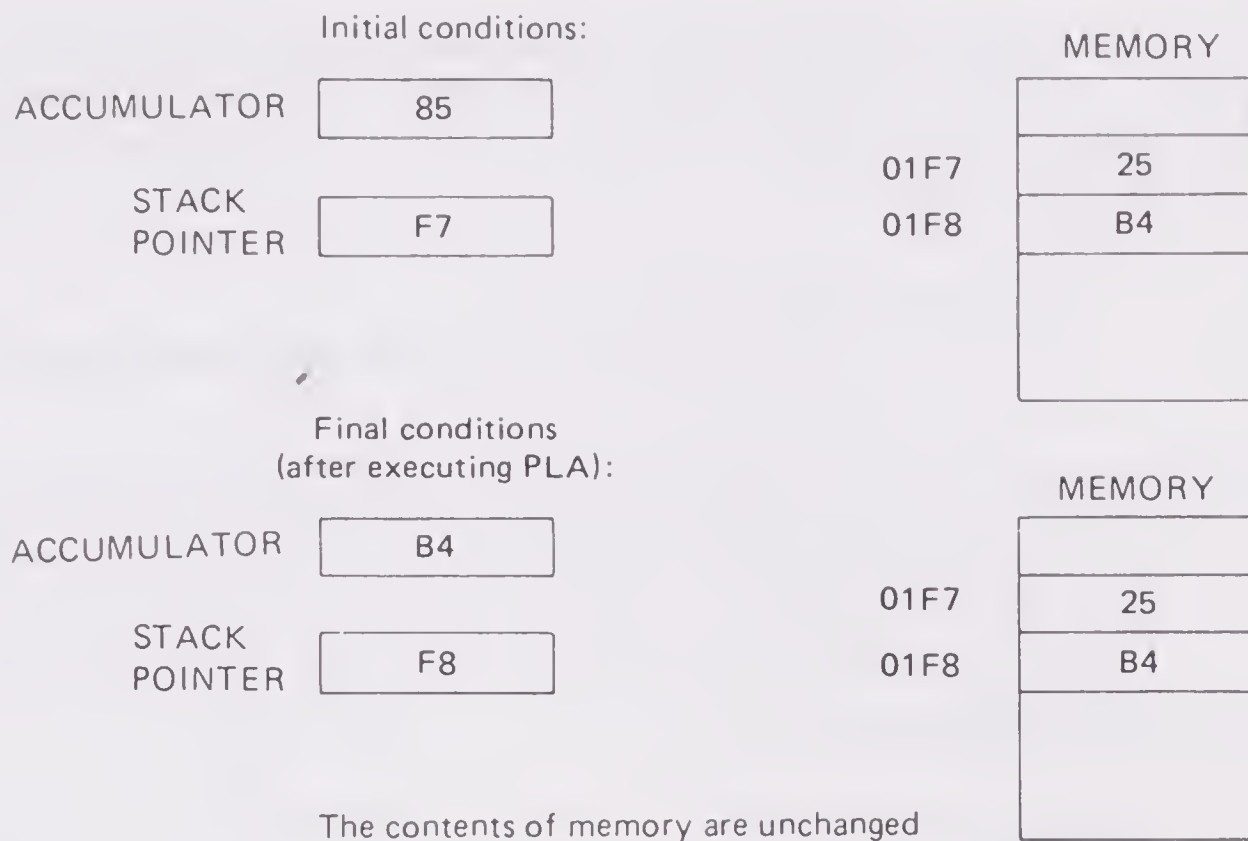 Initial conditions:
MEMORY
ACCUMULATOR 85
01F7 25
STACK
POINTER F7
01F8 B4
Final conditions
(after executing PLA):
MEMORY
ACCUMULATOR B4
01F7 25
STACK
POINTER F8
01F8 B4
The contents of memory are unchanged